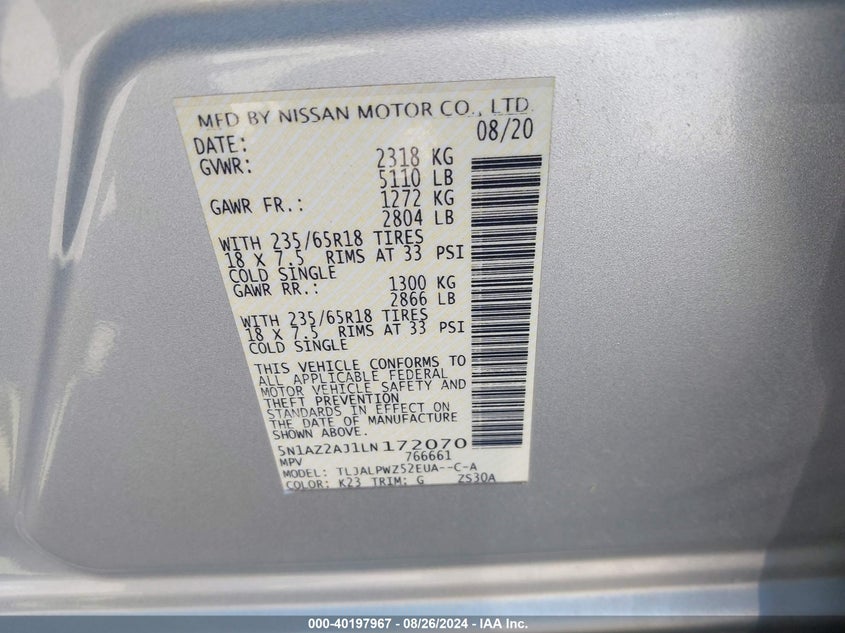 MFD BY NISSAN MOTOR CO., LTD.
DATE: 08/20
GVWR: 2318 KG
5110 LB
GAWR FR.: 1272 KG
2804 LB
WITH 235/65R18 TIRES
18 X 7.5 RIMS AT 33 PSI
COLD SINGLE
GAWR RR.: 1300 KG
2866 LB
WITH 235/65R18 TIRES
18 X 7.5 RIMS AT 33 PSI
COLD SINGLE
THIS VEHICLE CONFORMS TO
ALL APPLICABLE FEDERAL
MOTOR VEHICLE SAFETY AND
THEFT PREVENTION
STANDARDS IN EFFECT ON
THE DATE OF MANUFACTURE
SHOWN ABOVE.
5N1AZ2AJ1LN172070
MPV 766661
MODEL: TLJALPWZ52EUA--C-A
COLOR: K23 TRIM: G ZS30A
000-40197967 - 08/26/2024 - IAA Inc.